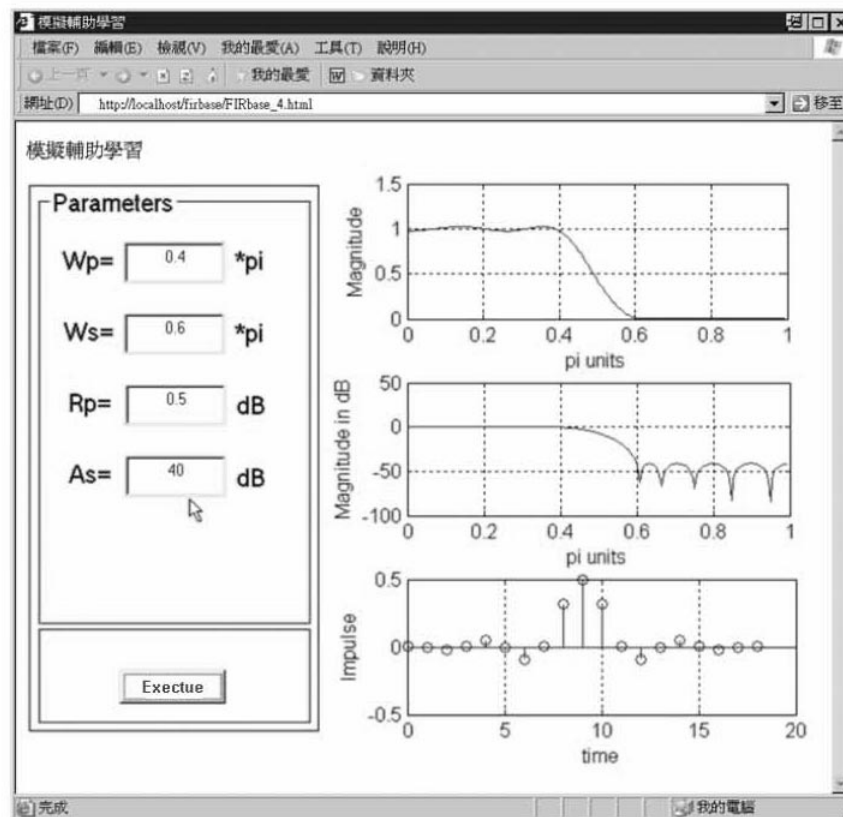 模擬輔助學習
檔案(F) 編輯(E) 檢視(V) 我的最愛(A) 工具(T) 說明(H)
上一頁 我的最愛 W 資料夾
網址(D) http://localhost/firbase/FIRbase_4.html 移至
模擬輔助學習
Parameters
Wp= 0.4 *pi
Ws= 0.6 *pi
Rp= 0.5 dB
As= 40 dB
Exectue
Magnitude
1.5
1
0.5
0
0 0.2 0.4 0.6 0.8 1
pi units
Magnitude in dB
50
0
-50
-100
0 0.2 0.4 0.6 0.8 1
pi units
Impulse
0.5
0
-0.5
0 5 10 15 20
time
完成 我的電腦